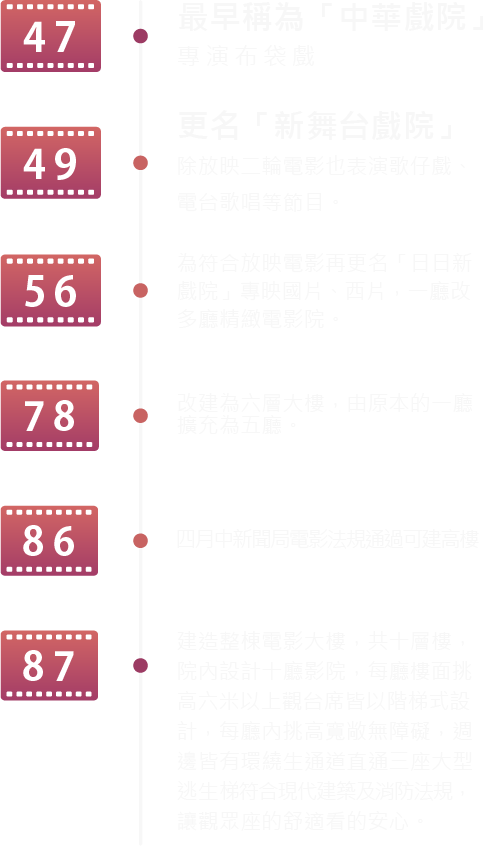 47
最早稱為「中華戲院」
專演布袋戲
49
更名「新舞台戲院」
除放映二輪電影也表演歌仔戲，
電台歌唱等節目。
56
為符合放映電影再更名「日日新
戲院」專映國片、西片，一廳改
多廳精緻電影院。
78
改建為六層大樓，由原本的一廳
擴充為五廳。
86
四月中新聞局電影法規通過可建高樓
87
建造整棟電影大樓，共十層樓，
院內設計十廳影院，每廳樓面挑
高六米以上觀台席皆以階梯式設
計，每廳內挑高寬敞無障礙，週
邊皆有環繞生通道直通三座大型
逃生梯符合現代建築及消防法規，
讓觀眾座的舒適看的安心。